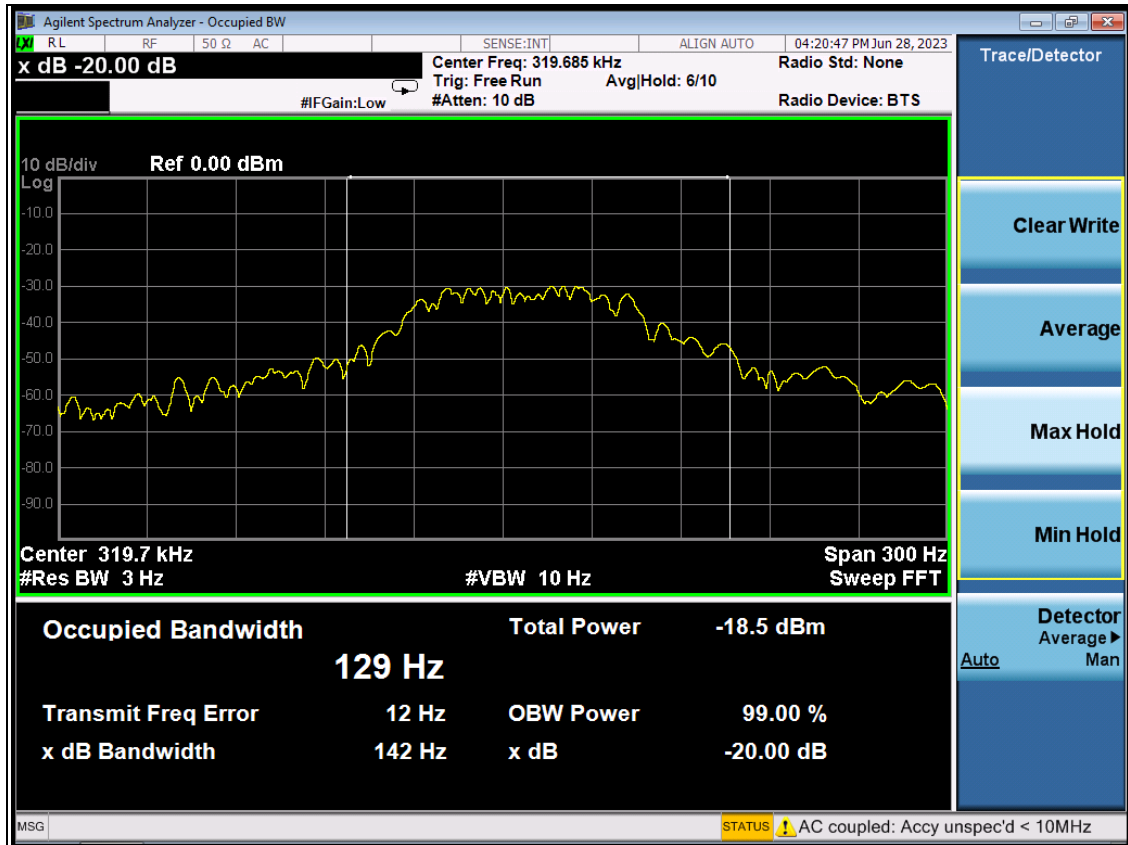 Agilent Spectrum Analyzer - Occupied BW
LXI RL RF 50 Ω AC SENSE:INT ALIGN AUTO 04:20:47 PM Jun 28, 2023
x dB -20.00 dB Center Freq: 319.685 kHz Radio Std: None
Trig: Free Run Avg|Hold: 6/10
#IFGain:Low #Atten: 10 dB Radio Device: BTS
10 dB/div Ref 0.00 dBm
Log
-10.0
-20.0
-30.0
-40.0
-50.0
-60.0
-70.0
-80.0
-90.0
Center 319.7 kHz Span 300 Hz
#Res BW 3 Hz #VBW 10 Hz Sweep FFT
Occupied Bandwidth Total Power -18.5 dBm
129 Hz
Transmit Freq Error 12 Hz OBW Power 99.00 %
x dB Bandwidth 142 Hz x dB -20.00 dB
Trace/Detector
Clear Write
Average
Max Hold
Min Hold
Detector
Average
Auto Man
MSG STATUS AC coupled: Accy unspec'd < 10MHz